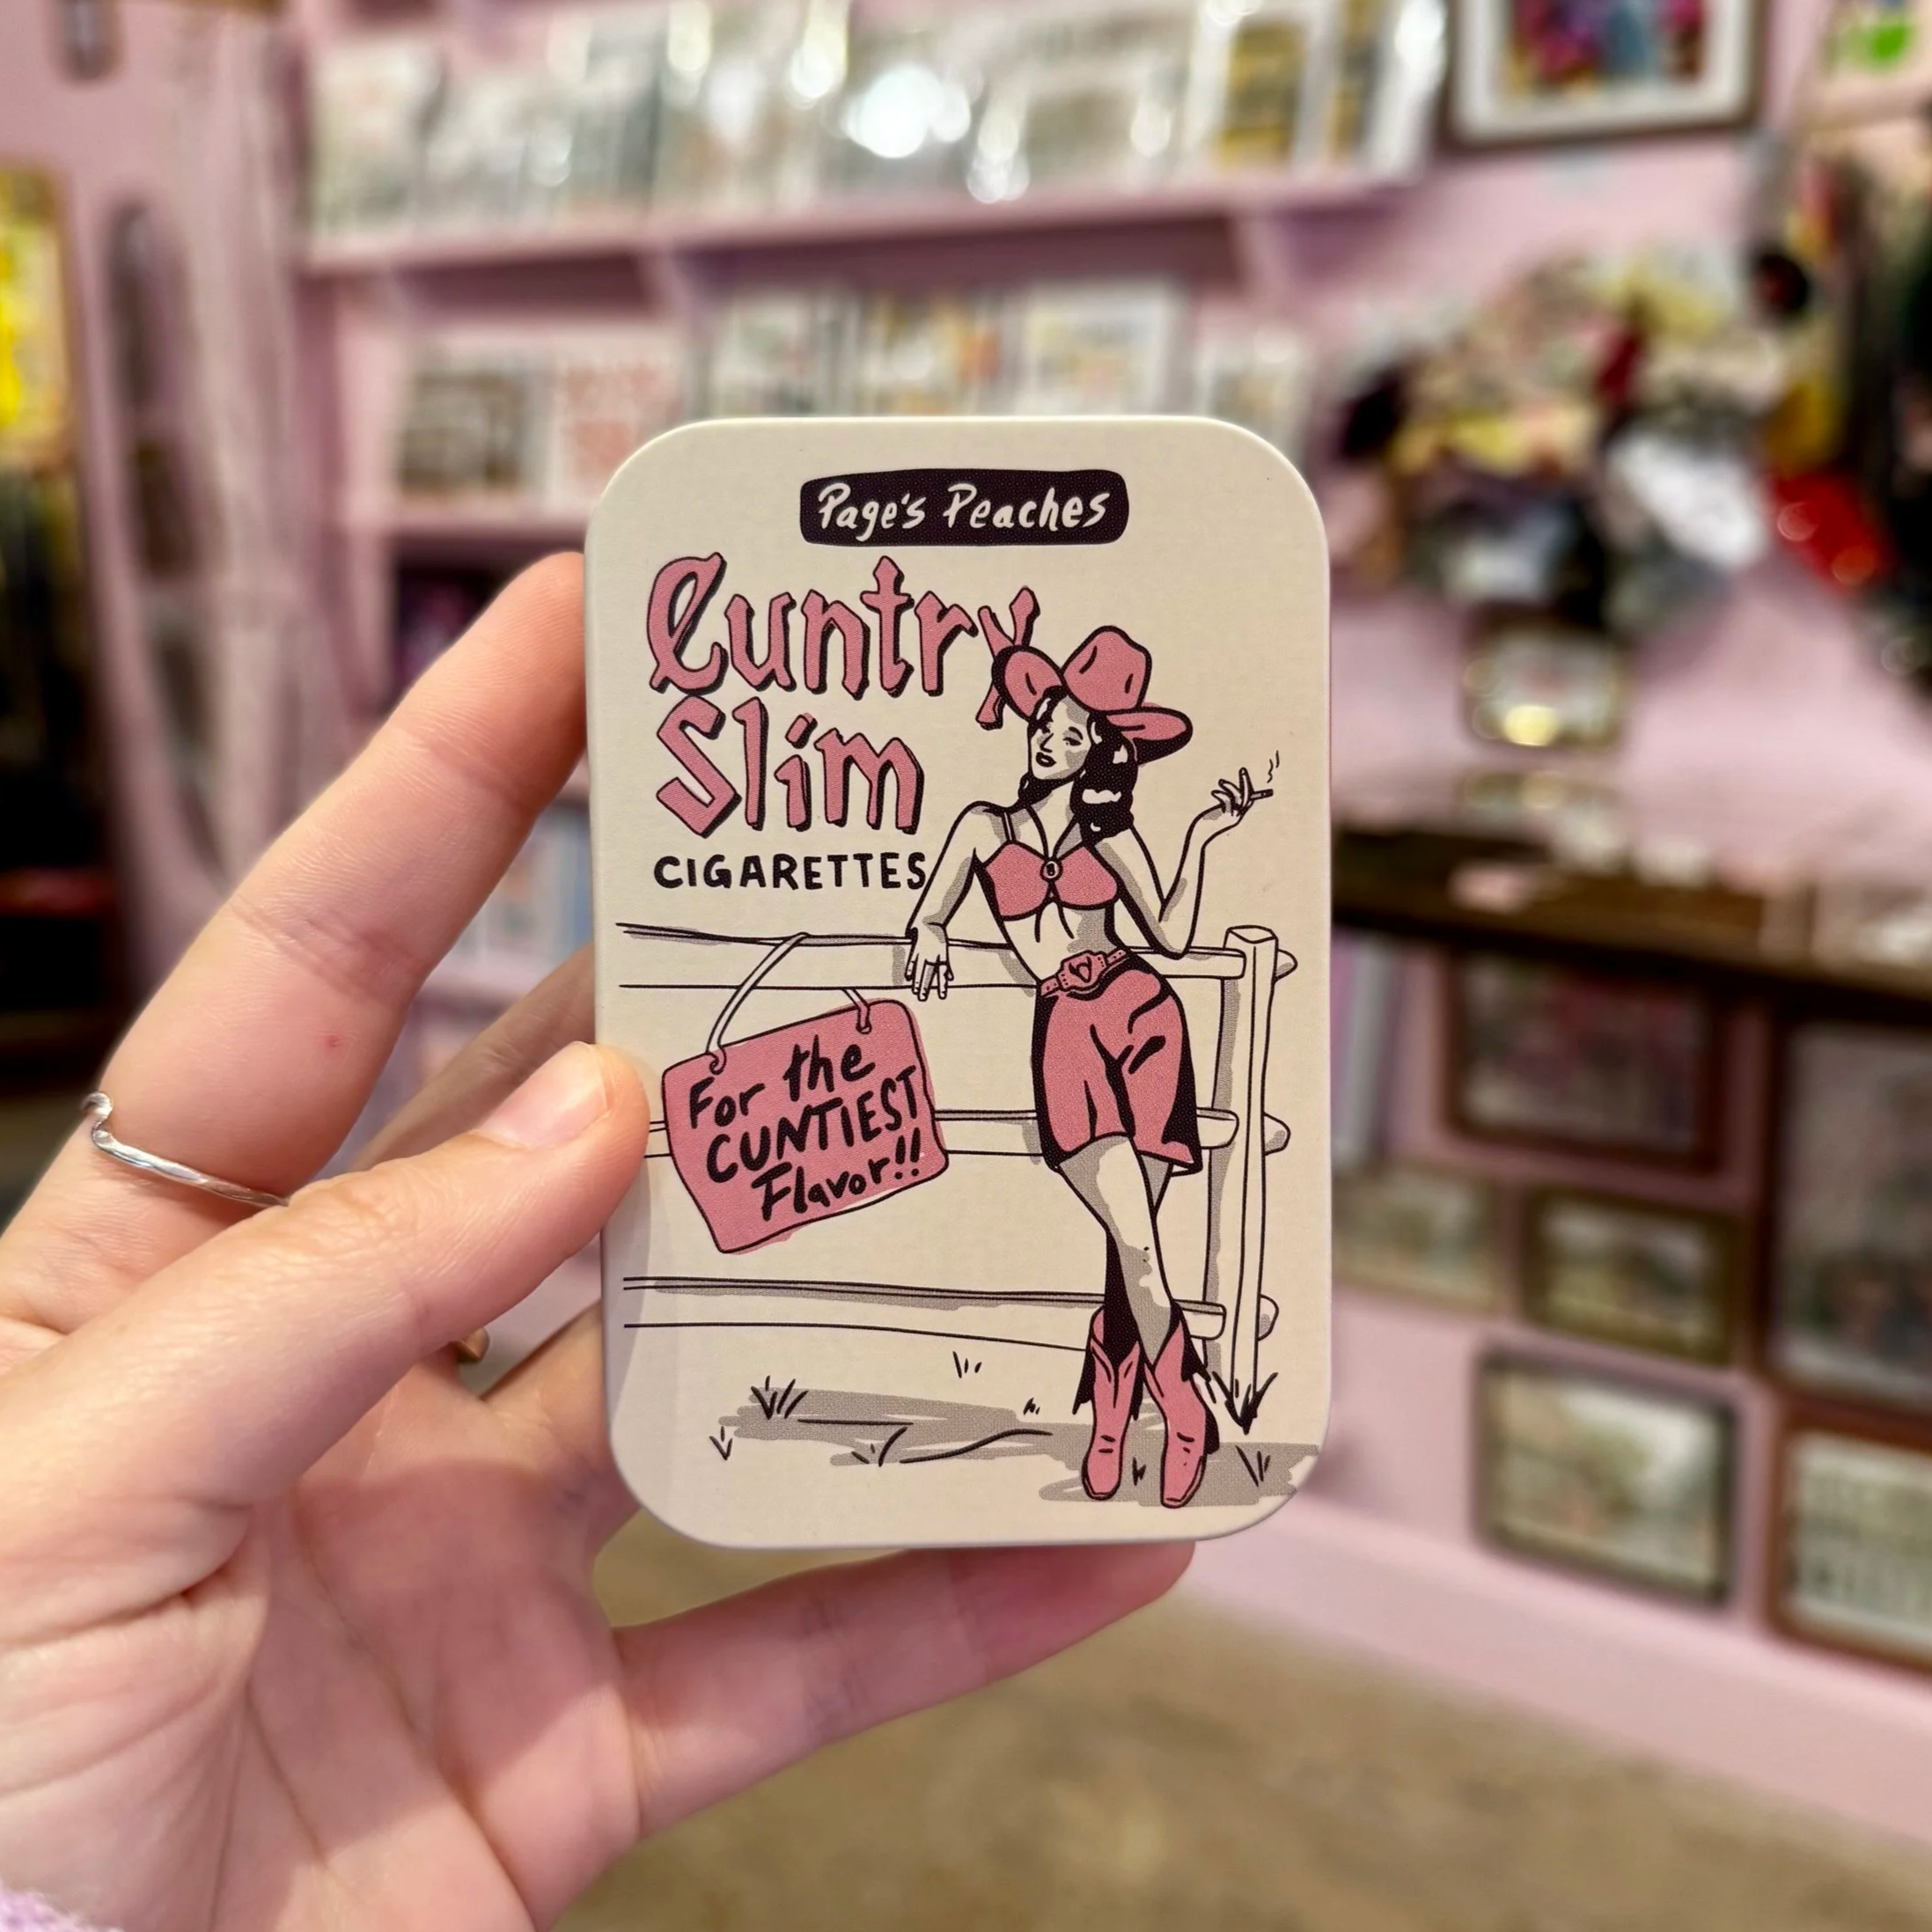 Page's Peaches
Cuntry
Slim
CIGARETTES
For the
CUNTIEST
Flavor!!